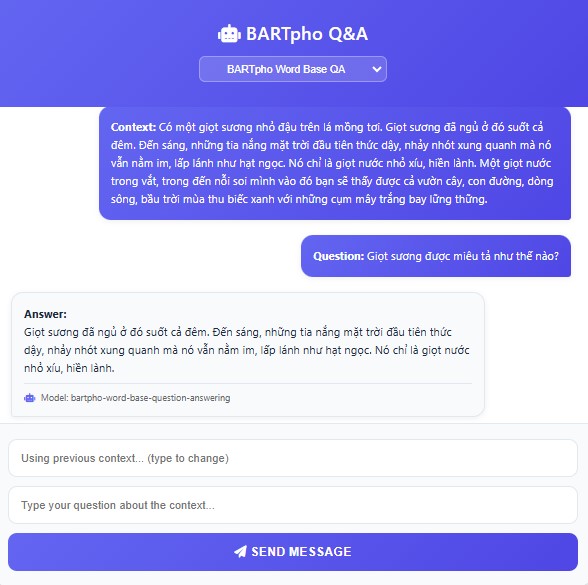 BARTpho Q&A
BARTpho Word Base QA
Context: Có một giọt sương nhỏ đậu trên lá mồng tơi. Giọt sương đã ngủ ở đó suốt cả
đêm. Đến sáng, những tia nắng mặt trời đầu tiên thức dậy, nhảy nhót xung quanh mà nó
vẫn nằm im, lấp lánh như hạt ngọc. Nó chỉ là giọt nước nhỏ xíu, hiền lành. Một giọt nước
trong vắt, trong đến nỗi soi mình vào đó bạn sẽ thấy được cả vườn cây, con đường, dòng
sông, bầu trời mùa thu biếc xanh với những cụm mây trắng bay lững thững.
Question: Giọt sương được miêu tả như thế nào?
Answer:
Giọt sương đã ngủ ở đó suốt cả đêm. Đến sáng, những tia nắng mặt trời đầu tiên thức
dậy, nhảy nhót xung quanh mà nó vẫn nằm im, lấp lánh như hạt ngọc. Nó chỉ là giọt nước
nhỏ xíu, hiền lành.
Model: bartpho-word-base-question-answering
Using previous context... (type to change)
Type your question about the context...
SEND MESSAGE